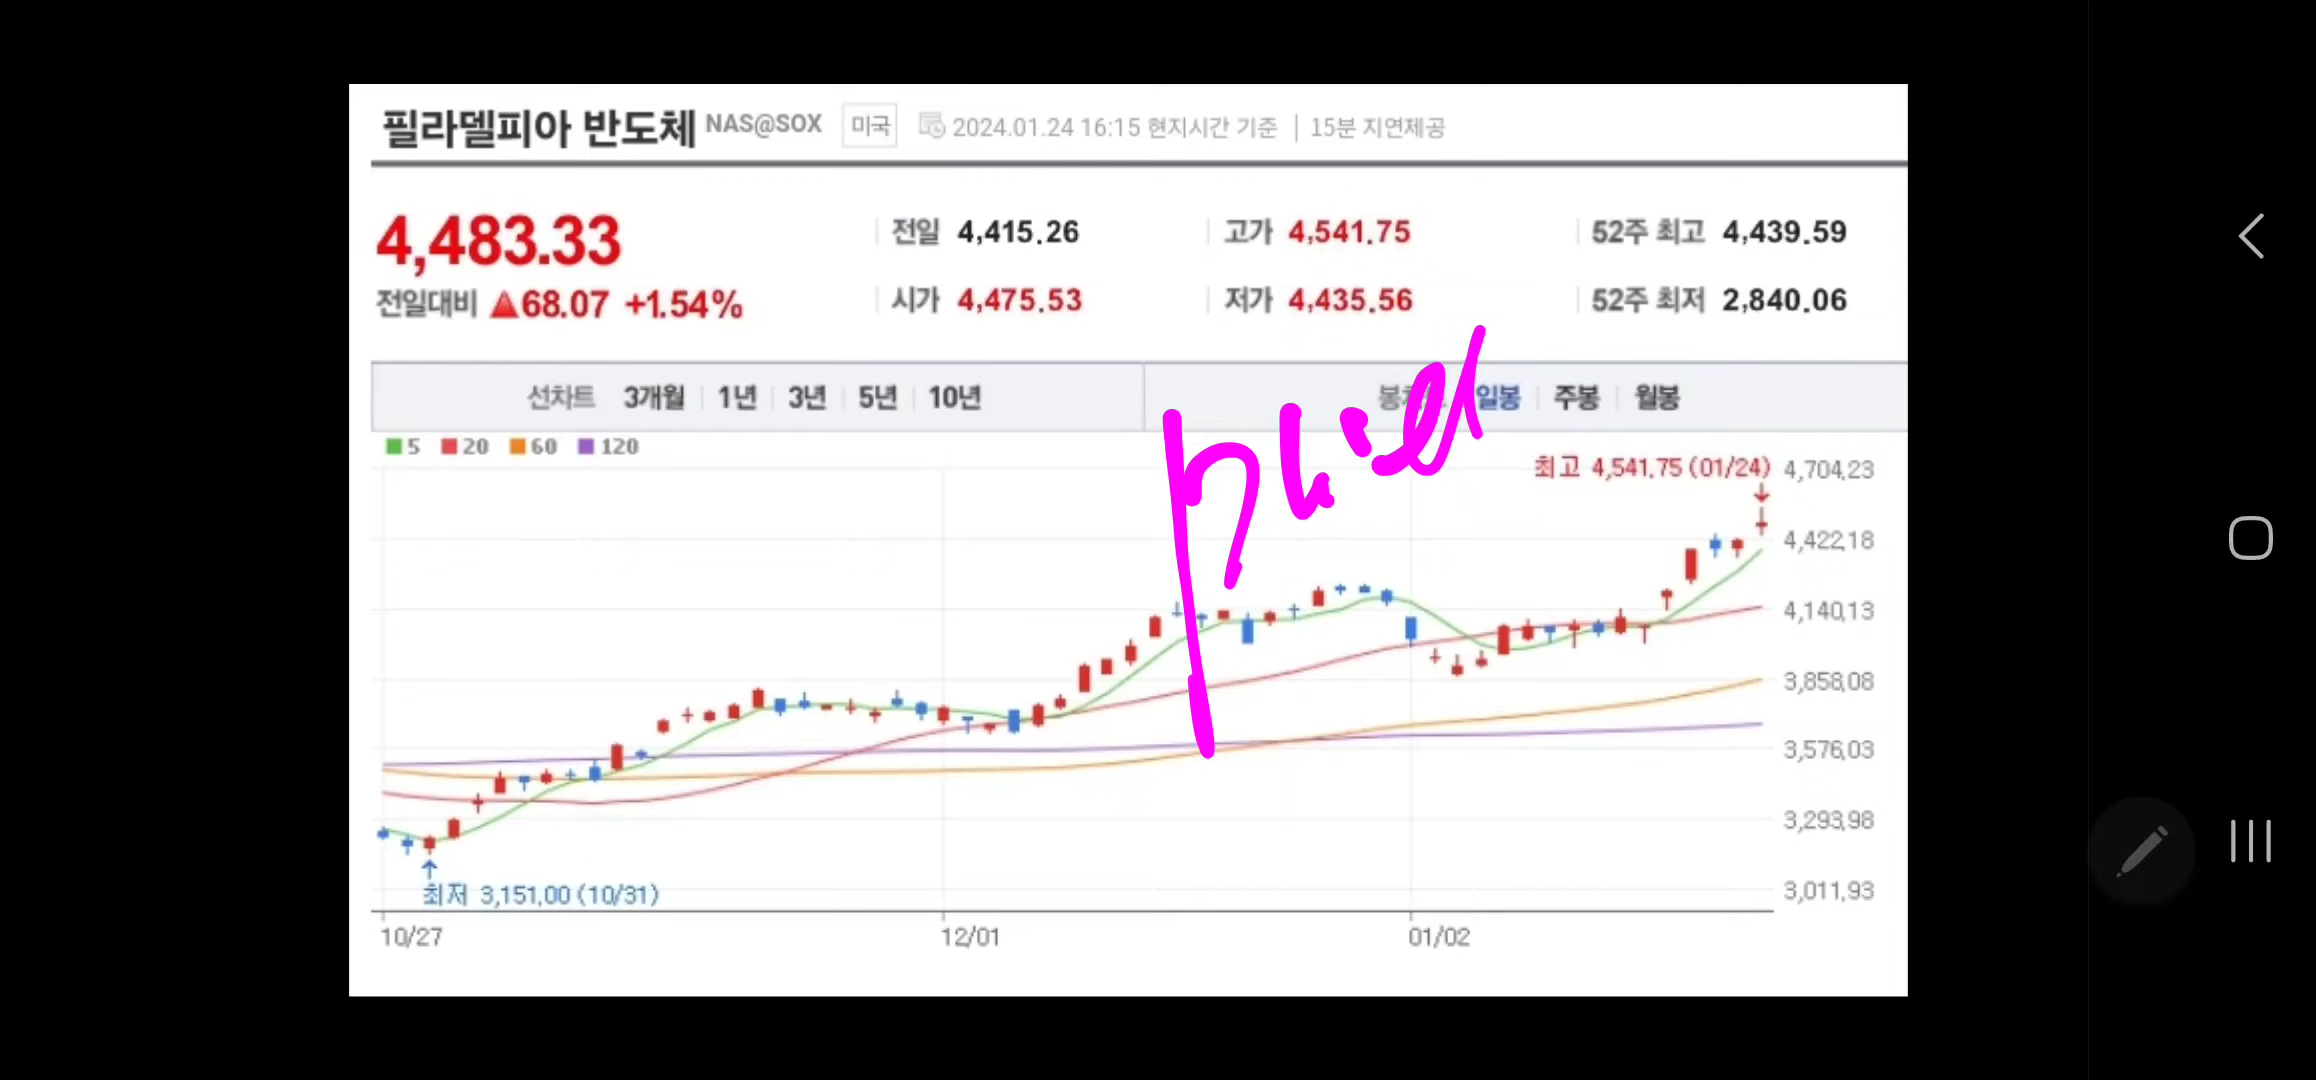 필라델피아 반도체 NAS@SOX 미국 2024.01.24 16:15 현지시간 기준 | 15분 지연제공
4,483.33
전일대비 ▲68.07 +1.54%
전일 4,415.26 고가 4,541.75 52주 최고 4,439.59
시가 4,475.53 저가 4,435.56 52주 최저 2,840.06
선차트 3개월 1년 3년 5년 10년 일봉 주봉 월봉
5 20 60 120
최고 4,541.75 (01/24)
4,704.23
4,422.18
4,140.13
3,858.08
3,576.03
3,293.98
3,011.93
최저 3,151.00 (10/31)
10/27 12/01 01/02